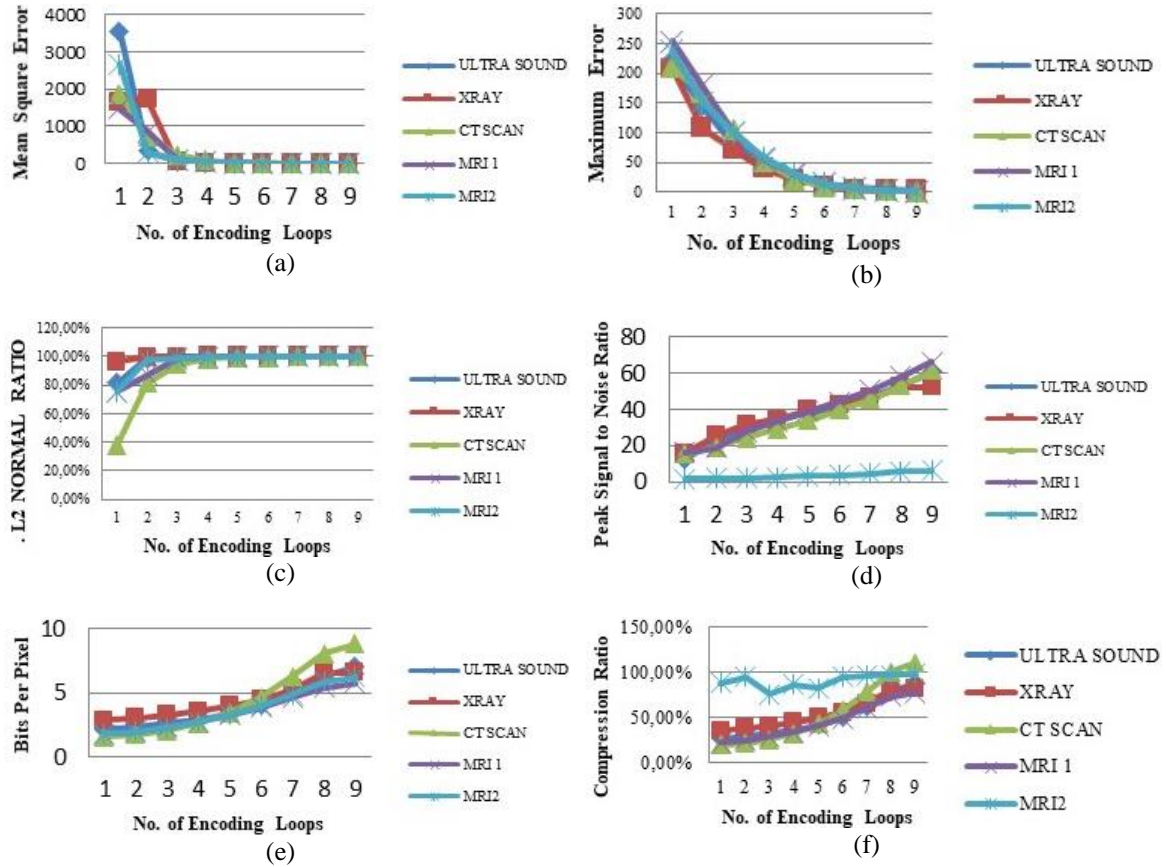 Mean Square Error
4000
3000
2000
1000
0
1 2 3 4 5 6 7 8 9
No. of Encoding Loops
ULTRA SOUND
XRAY
CT SCAN
MRI 1
MRI2
(a)
Maximum Error
300
250
200
150
100
50
0
1 2 3 4 5 6 7 8 9
No. of Encoding Loops
ULTRA SOUND
XRAY
CT SCAN
MRI 1
MRI2
(b)
. L2 NORMAL RATIO
120,00%
100,00%
80,00%
60,00%
40,00%
20,00%
0,00%
1 2 3 4 5 6 7 8 9
No. of Encoding Loops
ULTRA SOUND
XRAY
CT SCAN
MRI 1
MRI2
(c)
Peak Signal to Noise Ratio
80
60
40
20
0
1 2 3 4 5 6 7 8 9
No. of Encoding Loops
ULTRA SOUND
XRAY
CT SCAN
MRI 1
MRI2
(d)
Bits Per Pixel
10
5
0
1 2 3 4 5 6 7 8 9
No. of Encoding Loops
ULTRA SOUND
XRAY
CT SCAN
MRI 1
MRI2
(e)
Compression Ratio
150,00%
100,00%
50,00%
0,00%
1 2 3 4 5 6 7 8 9
No. of Encoding Loops
ULTRA SOUND
XRAY
CT SCAN
MRI 1
MRI2
(f)